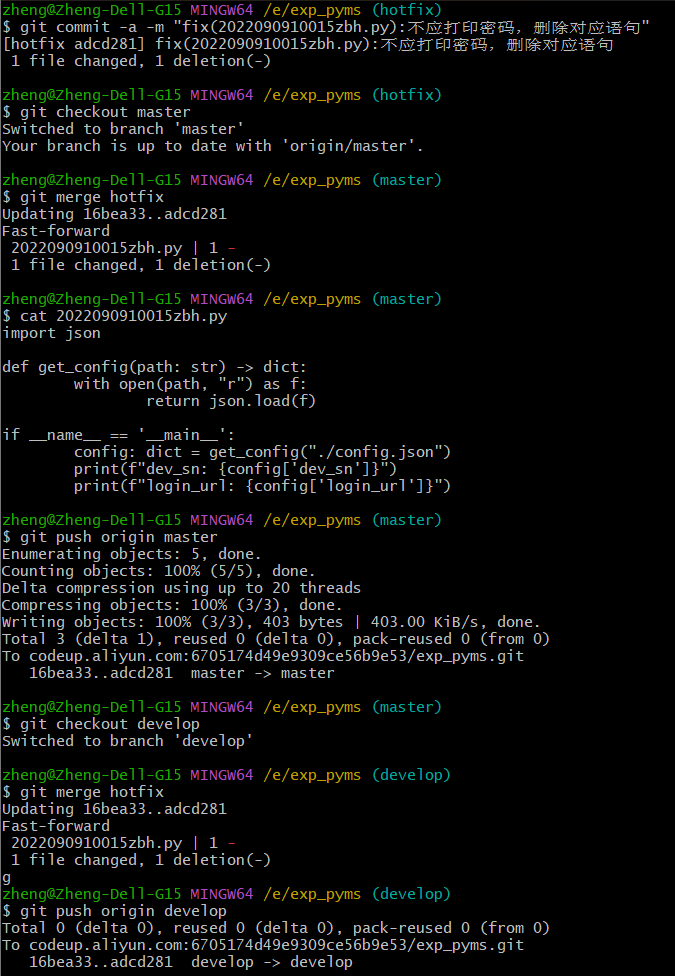 zheng@Zheng-Dell-G15 MINGW64 /e/exp_pyms (hotfix)
$ git commit -a -m "fix(2022090910015zbh.py):不应打印密码，删除对应语句"
[hotfix adcd281] fix(2022090910015zbh.py):不应打印密码，删除对应语句
 1 file changed, 1 deletion(-)

zheng@Zheng-Dell-G15 MINGW64 /e/exp_pyms (hotfix)
$ git checkout master
Switched to branch 'master'
Your branch is up to date with 'origin/master'.

zheng@Zheng-Dell-G15 MINGW64 /e/exp_pyms (master)
$ git merge hotfix
Updating 16bea33..adcd281
Fast-forward
 2022090910015zbh.py | 1 -
 1 file changed, 1 deletion(-)

zheng@Zheng-Dell-G15 MINGW64 /e/exp_pyms (master)
$ cat 2022090910015zbh.py
import json

def get_config(path: str) -> dict:
        with open(path, "r") as f:
                return json.load(f)

if __name__ == '__main__':
        config: dict = get_config("./config.json")
        print(f"dev_sn: {config['dev_sn']}")
        print(f"login_url: {config['login_url']}")

zheng@Zheng-Dell-G15 MINGW64 /e/exp_pyms (master)
$ git push origin master
Enumerating objects: 5, done.
Counting objects: 100% (5/5), done.
Delta compression using up to 20 threads
Compressing objects: 100% (3/3), done.
Writing objects: 100% (3/3), 403 bytes | 403.00 KiB/s, done.
Total 3 (delta 1), reused 0 (delta 0), pack-reused 0 (from 0)
To codeup.aliyun.com:6705174d49e9309ce56b9e53/exp_pyms.git
   16bea33..adcd281  master -> master

zheng@Zheng-Dell-G15 MINGW64 /e/exp_pyms (master)
$ git checkout develop
Switched to branch 'develop'

zheng@Zheng-Dell-G15 MINGW64 /e/exp_pyms (develop)
$ git merge hotfix
Updating 16bea33..adcd281
Fast-forward
 2022090910015zbh.py | 1 -
 1 file changed, 1 deletion(-)
g
zheng@Zheng-Dell-G15 MINGW64 /e/exp_pyms (develop)
$ git push origin develop
Total 0 (delta 0), reused 0 (delta 0), pack-reused 0 (from 0)
To codeup.aliyun.com:6705174d49e9309ce56b9e53/exp_pyms.git
   16bea33..adcd281  develop -> develop